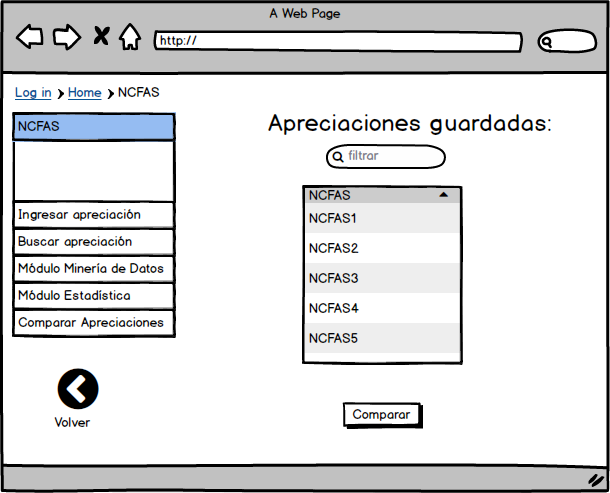 A Web Page
http://
Log in > Home > NCFAS
NCFAS
Ingresar apreciación
Buscar apreciación
Módulo Minería de Datos
Módulo Estadística
Comparar Apreciaciones
Volver
Apreciaciones guardadas:
filtrar
NCFAS
NCFAS1
NCFAS2
NCFAS3
NCFAS4
NCFAS5
Comparar